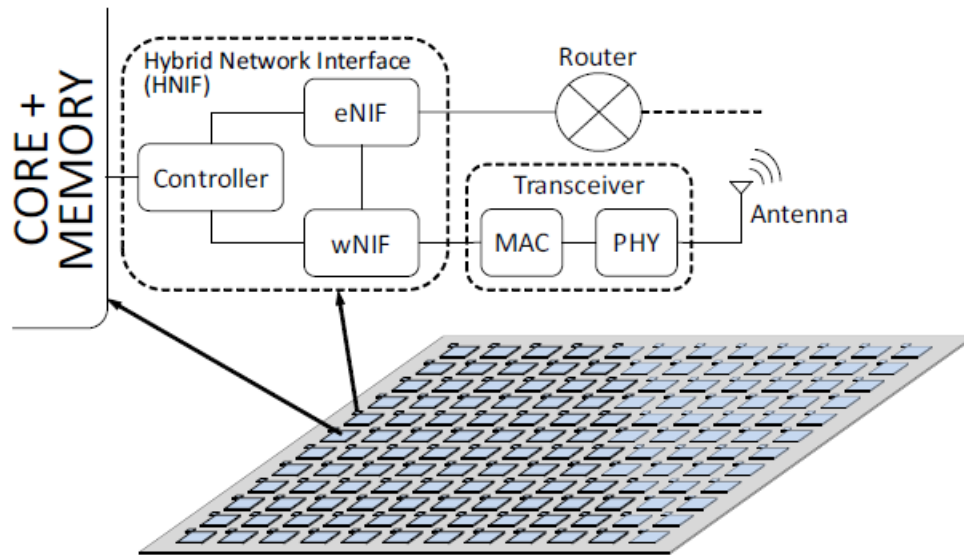 CORE +
MEMORY
Hybrid Network Interface
(HNIF)
Controller
eNIF
wNIF
Router
Transceiver
MAC
PHY
Antenna